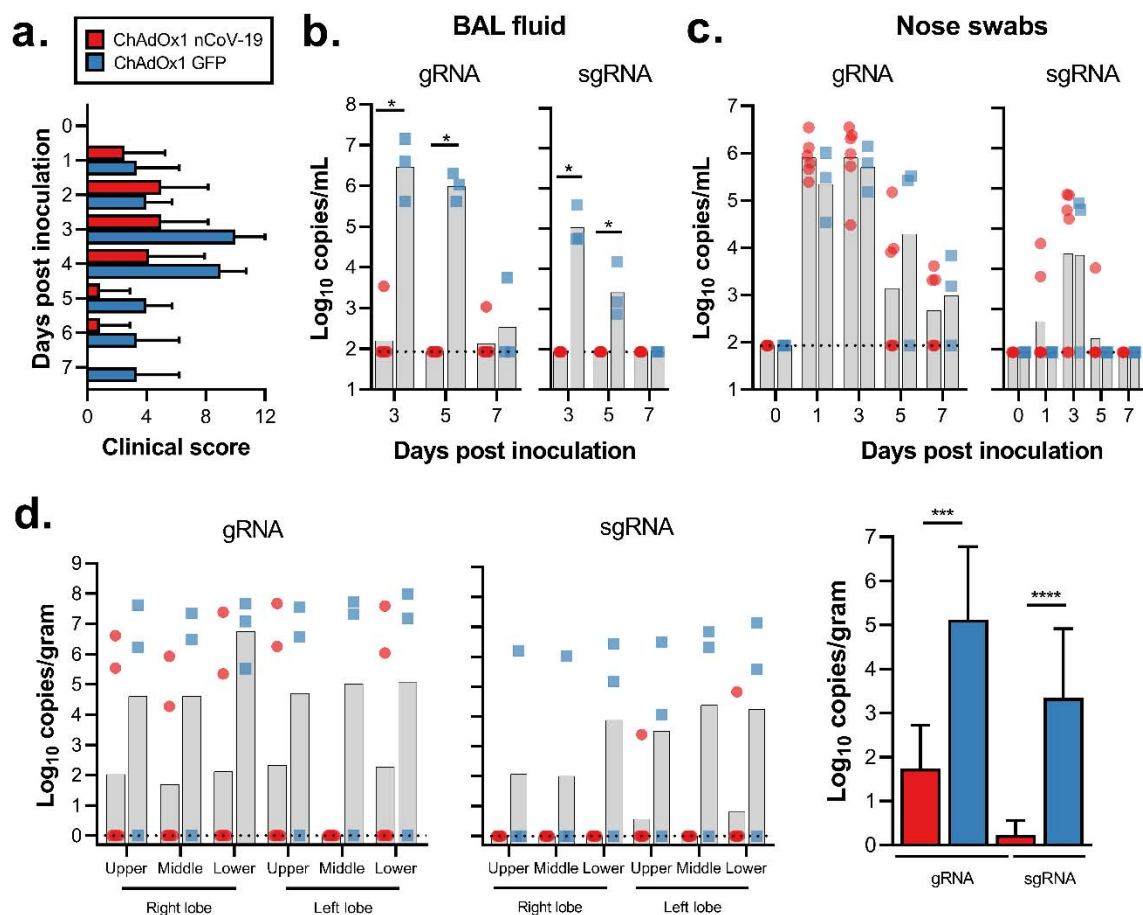 a.
ChAdOx1 nCoV-19
ChAdOx1 GFP
Days post inoculation
0
1
2
3
4
5
6
7
0 4 8 12
Clinical score
b.
BAL fluid
gRNA
sgRNA
Log10 copies/mL
8
7
6
5
4
3
2
1
* *
* *
3 5 7
3 5 7
Days post inoculation
c.
Nose swabs
gRNA
sgRNA
7
6
5
4
3
2
1
0 1 3 5 7
0 1 3 5 7
Days post inoculation
d.
gRNA
Log10 copies/gram
9
8
7
6
5
4
3
2
1
0
Upper Middle Lower Upper Middle Lower
Right lobe Left lobe
sgRNA
Upper Middle Lower Upper Middle Lower
Right lobe Left lobe
Log10 copies/gram
7
6
5
4
3
2
1
0
***
****
gRNA sgRNA